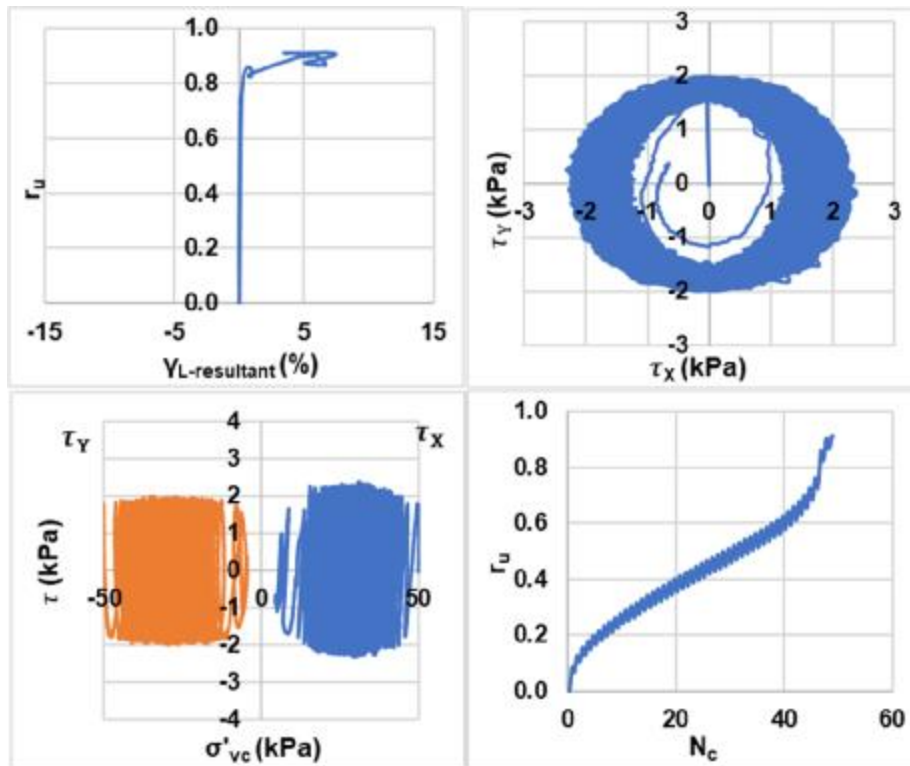 1.0
0.8
0.6
0.4
0.2
0.0
r_u
-15 -5 5 15
γ_L-resultant (%)
3
2
1
0
-1
-2
-3
τ_Y (kPa)
-3 -2 -1 0 1 2 3
τ_X (kPa)
τ_Y τ_X
4
3
2
1
0
-1
-2
-3
-4
τ (kPa)
-50 0 50
σ'_vc (kPa)
1.0
0.8
0.6
0.4
0.2
0.0
r_u
0 20 40 60
N_c